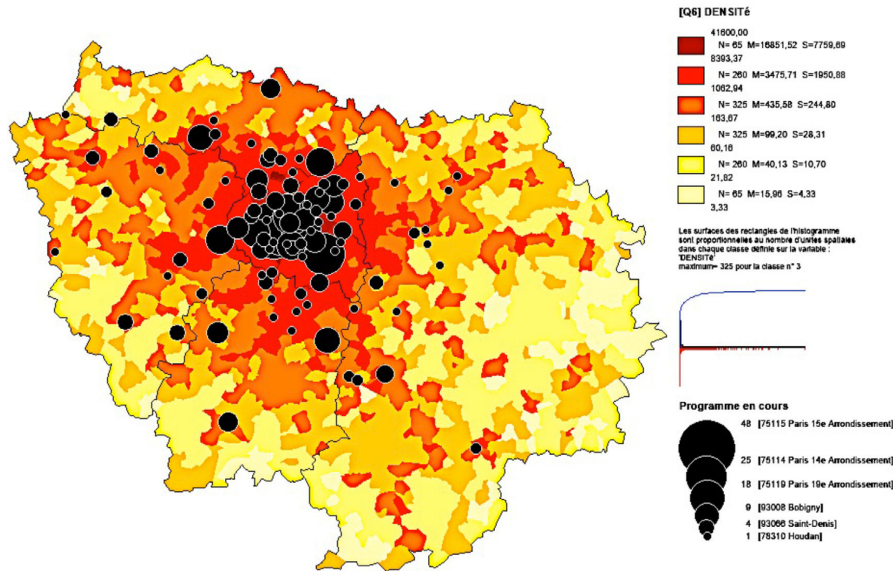 [Q6] DENSITé
41600,00
N= 65 M=16851,52 S=7759,69
8393,37
N= 260 M=3475,71 S=1950,88
1062,94
N= 325 M=435,58 S=244,80
163,67
N= 325 M=99,20 S=28,31
60,16
N= 260 M=40,13 S=10,70
21,82
N= 65 M=15,96 S=4,33
3,33
Les surfaces des rectangles de l'histogramme
sont proportionnelles au nombre d'unites spatiales
dans chaque classe définie sur la variable :
'DENSITé'
maximum= 325 pour la classe n° 3
Programme en cours
48 [75115 Paris 15e Arrondissement]
25 [75114 Paris 14e Arrondissement]
18 [75119 Paris 19e Arrondissement]
9 [93008 Bobigny]
4 [93066 Saint-Denis]
1 [78310 Houdan]